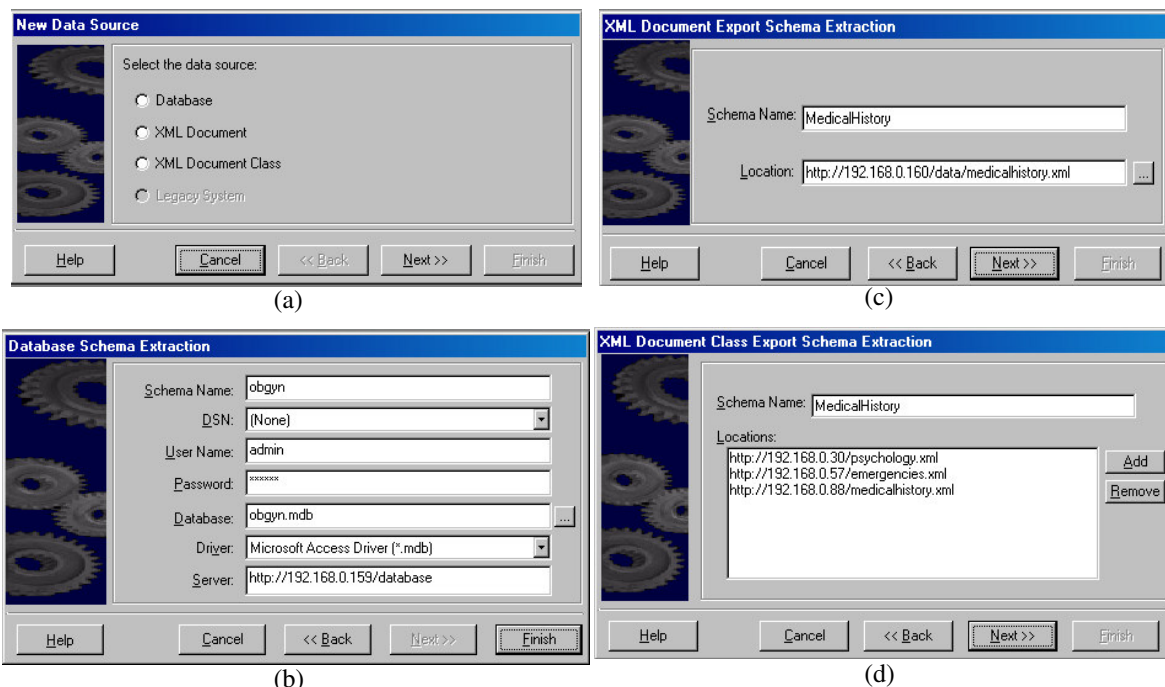 New Data Source
Select the data source:
Database
XML Document
XML Document Class
Legacy System
Help
Cancel
<< Back
Next >>
Finish
(a)
XML Document Export Schema Extraction
Schema Name: MedicalHistory
Location: http://192.168.0.160/data/medicalhistory.xml ...
Help
Cancel
<< Back
Next >>
Finish
(c)
Database Schema Extraction
Schema Name: obgyn
DSN: (None)
User Name: admin
Password: xxxxxx
Database: obgyn.mdb ...
Driver: Microsoft Access Driver (*.mdb)
Server: http://192.168.0.159/database
Help
Cancel
<< Back
Next >>
Finish
(b)
XML Document Class Export Schema Extraction
Schema Name: MedicalHistory
Locations:
http://192.168.0.30/psychology.xml
http://192.168.0.57/emergencies.xml
http://192.168.0.88/medicalhistory.xml
Add
Remove
Help
Cancel
<< Back
Next >>
Finish
(d)